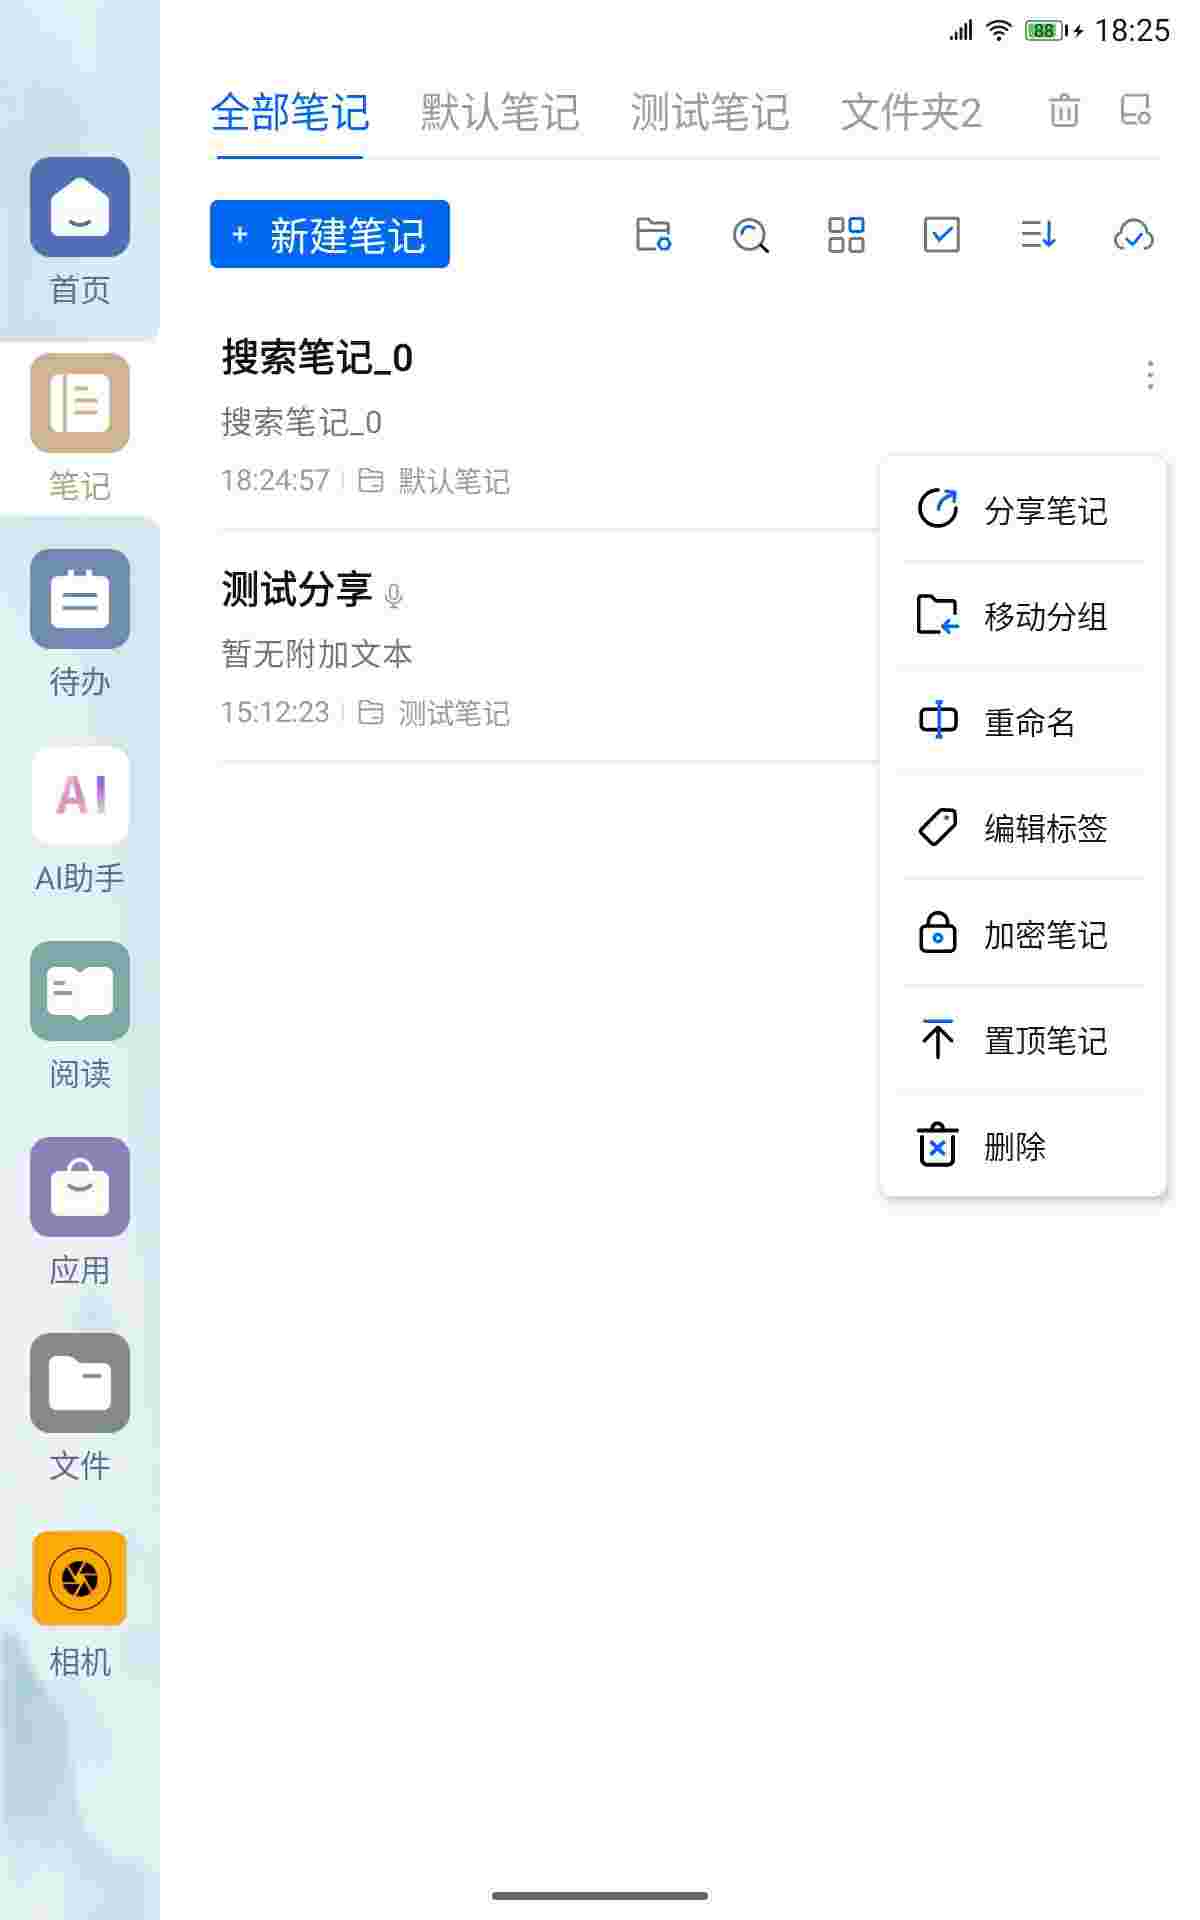 88 18:25
全部笔记 默认笔记 测试笔记 文件夹2
+ 新建笔记
首页
笔记
待办
AI
AI助手
阅读
应用
文件
相机
搜索笔记_0
搜索笔记_0
18:24:57 默认笔记
测试分享
暂无附加文本
15:12:23 测试笔记
分享笔记
移动分组
重命名
编辑标签
加密笔记
置顶笔记
删除